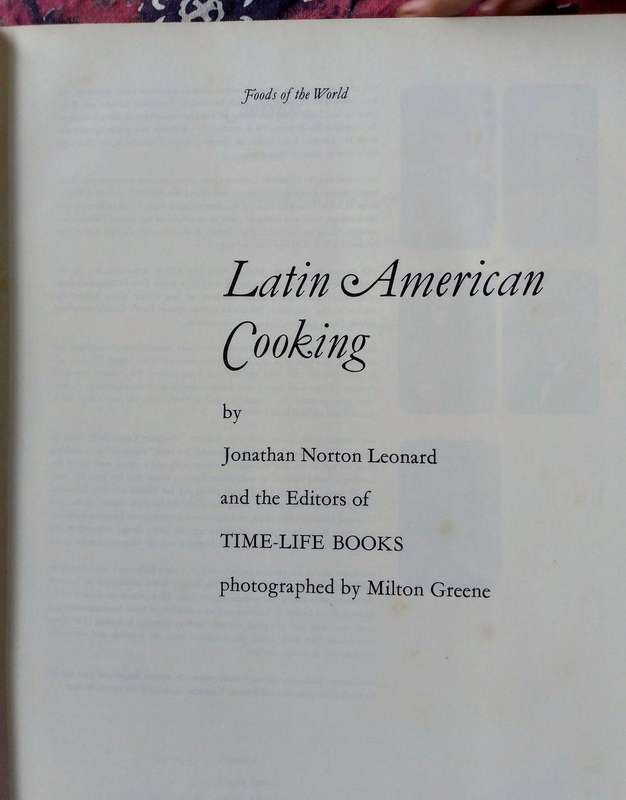 Foods of the World
Latin American
Cooking
by
Jonathan Norton Leonard
and the Editors of
TIME-LIFE BOOKS
photographed by Milton Greene